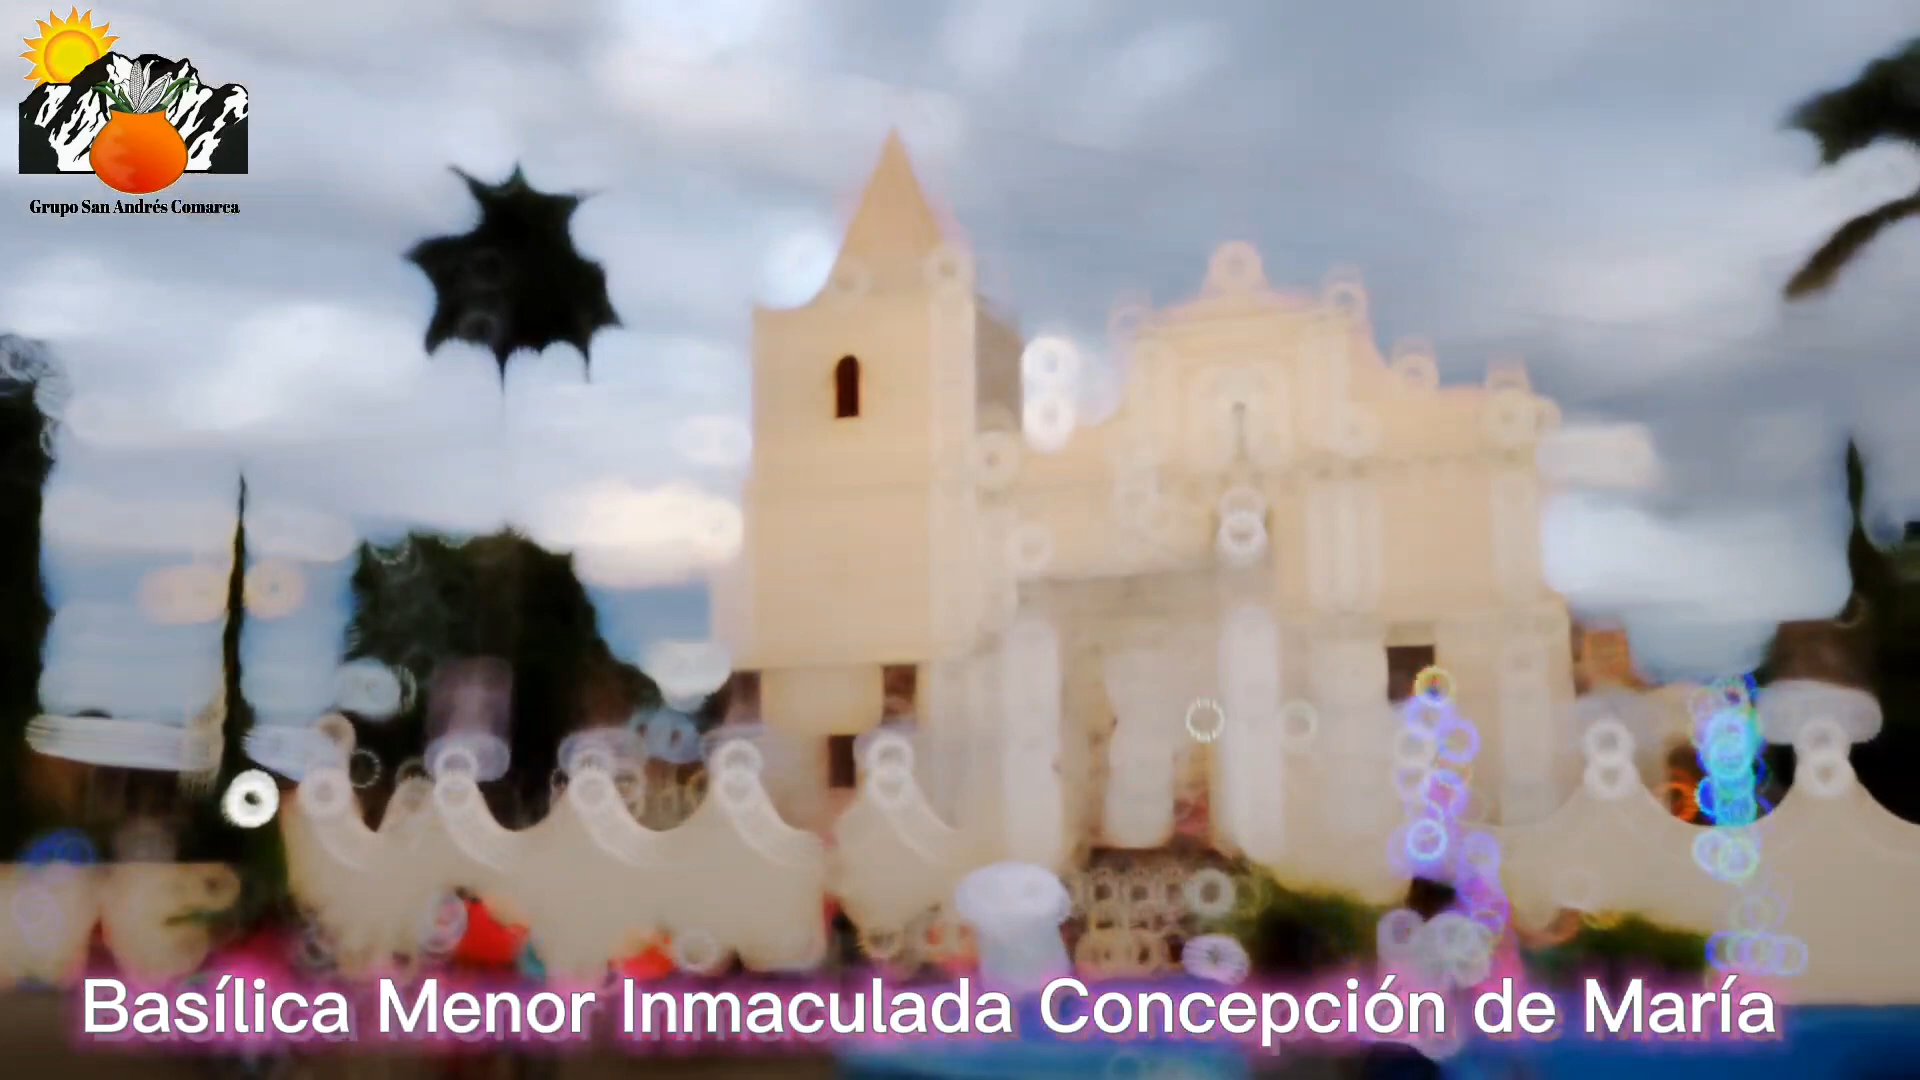 Grupo San Andrés Comarca
Basílica Menor Inmaculada Concepción de María